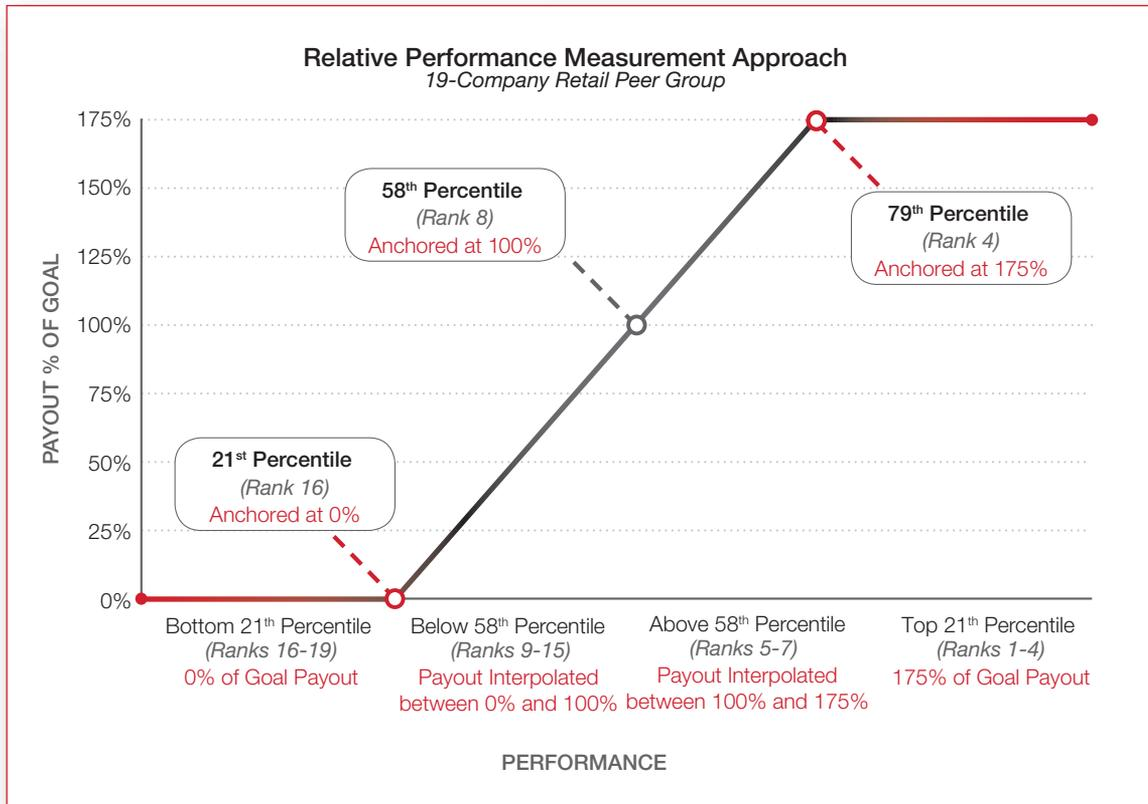 Relative Performance Measurement Approach
19-Company Retail Peer Group
PAYOUT % OF GOAL
175%
150%
125%
100%
75%
50%
25%
0%
58th Percentile
(Rank 8)
Anchored at 100%
79th Percentile
(Rank 4)
Anchored at 175%
21st Percentile
(Rank 16)
Anchored at 0%
Bottom 21th Percentile
(Ranks 16-19)
0% of Goal Payout
Below 58th Percentile
(Ranks 9-15)
Payout Interpolated
between 0% and 100%
Above 58th Percentile
(Ranks 5-7)
Payout Interpolated
between 100% and 175%
Top 21th Percentile
(Ranks 1-4)
175% of Goal Payout
PERFORMANCE